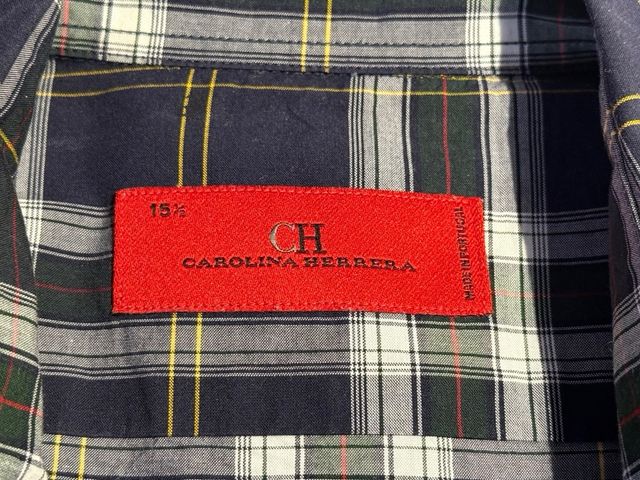 15½
CH
CAROLINA HERRERA
MADE IN PORTUGAL